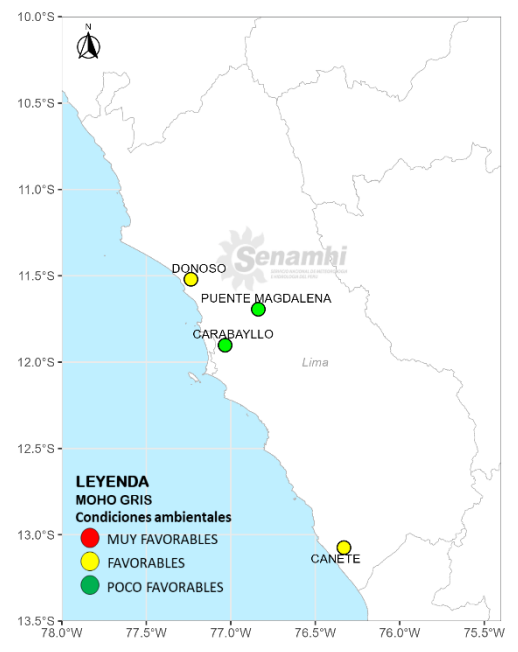 10.0°S
N
10.5°S
11.0°S
11.5°S
12.0°S
12.5°S
13.0°S
13.5°S
Senamhi
DONOSO
PUENTE MAGDALENA
CARABAYLLO
Lima
LEYENDA
MOHO GRIS
Condiciones ambientales
MUY FAVORABLES
FAVORABLES
POCO FAVORABLES
CAÑETE
78.0°W 77.5°W 77.0°W 76.5°W 76.0°W 75.5°W